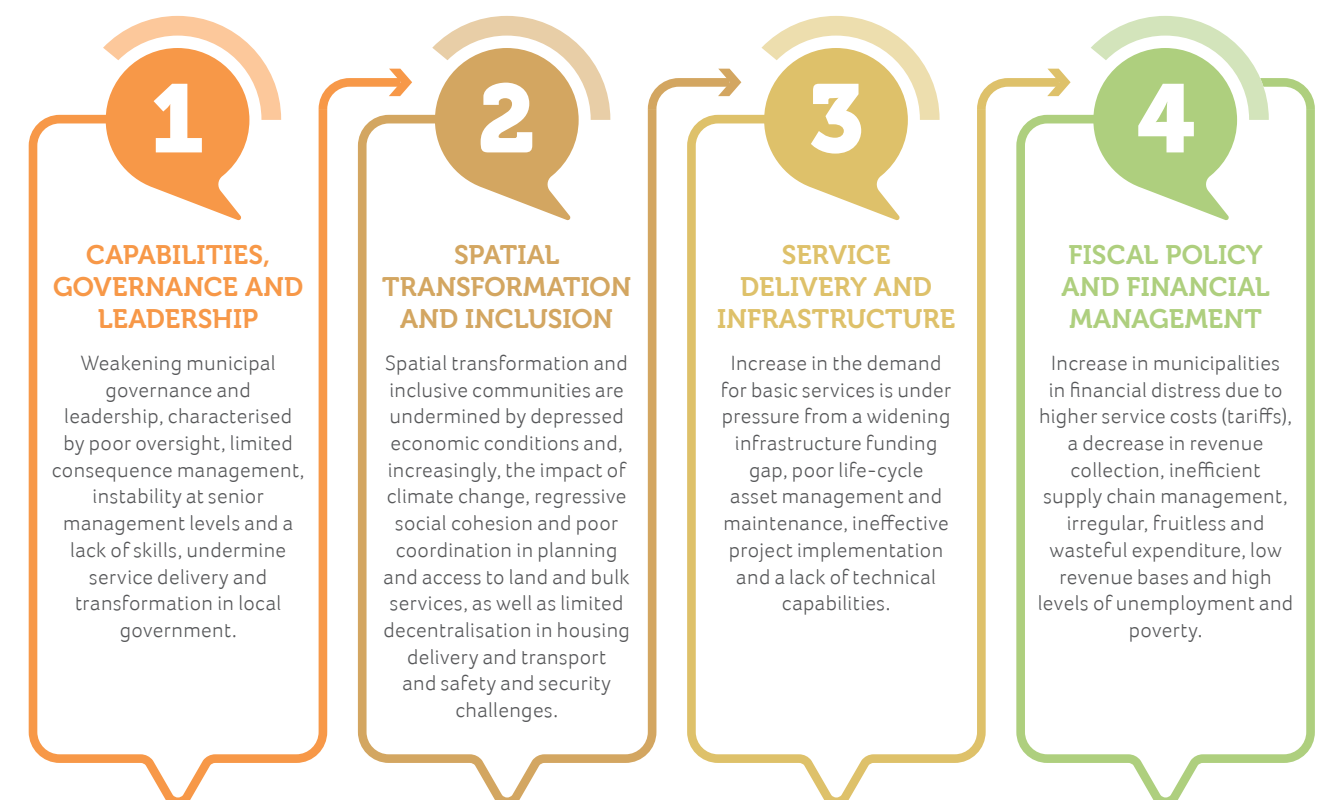 1
CAPABILITIES,
GOVERNANCE AND
LEADERSHIP
Weakening municipal
governance and
leadership, characterised
by poor oversight, limited
consequence management,
instability at senior
management levels and a
lack of skills, undermine
service delivery and
transformation in local
government.
2
SPATIAL
TRANSFORMATION
AND INCLUSION
Spatial transformation and
inclusive communities are
undermined by depressed
economic conditions and,
increasingly, the impact of
climate change, regressive
social cohesion and poor
coordination in planning
and access to land and bulk
services, as well as limited
decentralisation in housing
delivery and transport
and safety and security
challenges.
3
SERVICE
DELIVERY AND
INFRASTRUCTURE
Increase in the demand
for basic services is under
pressure from a widening
infrastructure funding
gap, poor life-cycle
asset management and
maintenance, ineffective
project implementation
and a lack of technical
capabilities.
4
FISCAL POLICY
AND FINANCIAL
MANAGEMENT
Increase in municipalities
in financial distress due to
higher service costs (tariffs),
a decrease in revenue
collection, inefficient
supply chain management,
irregular, fruitless and
wasteful expenditure, low
revenue bases and high
levels of unemployment and
poverty.